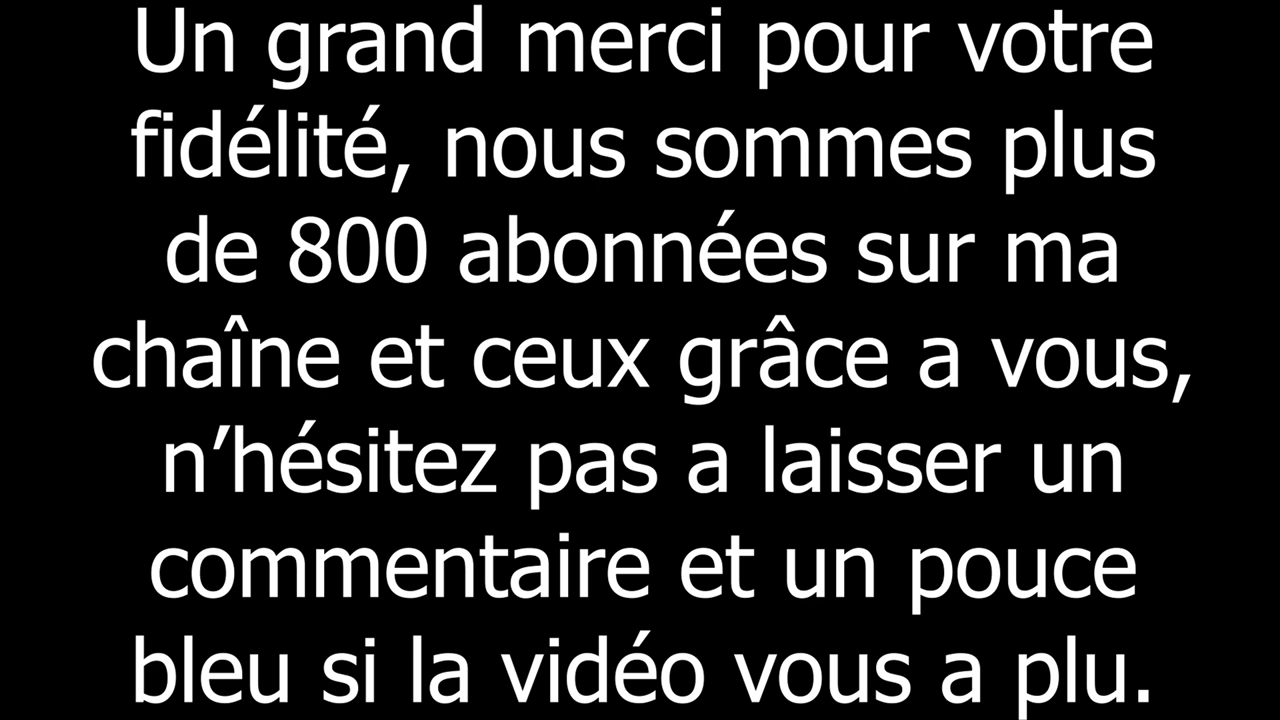 Un grand merci pour votre
fidélité, nous sommes plus
de 800 abonnées sur ma
chaîne et ceux grâce a vous,
n’hésitez pas a laisser un
commentaire et un pouce
bleu si la vidéo vous a plu.